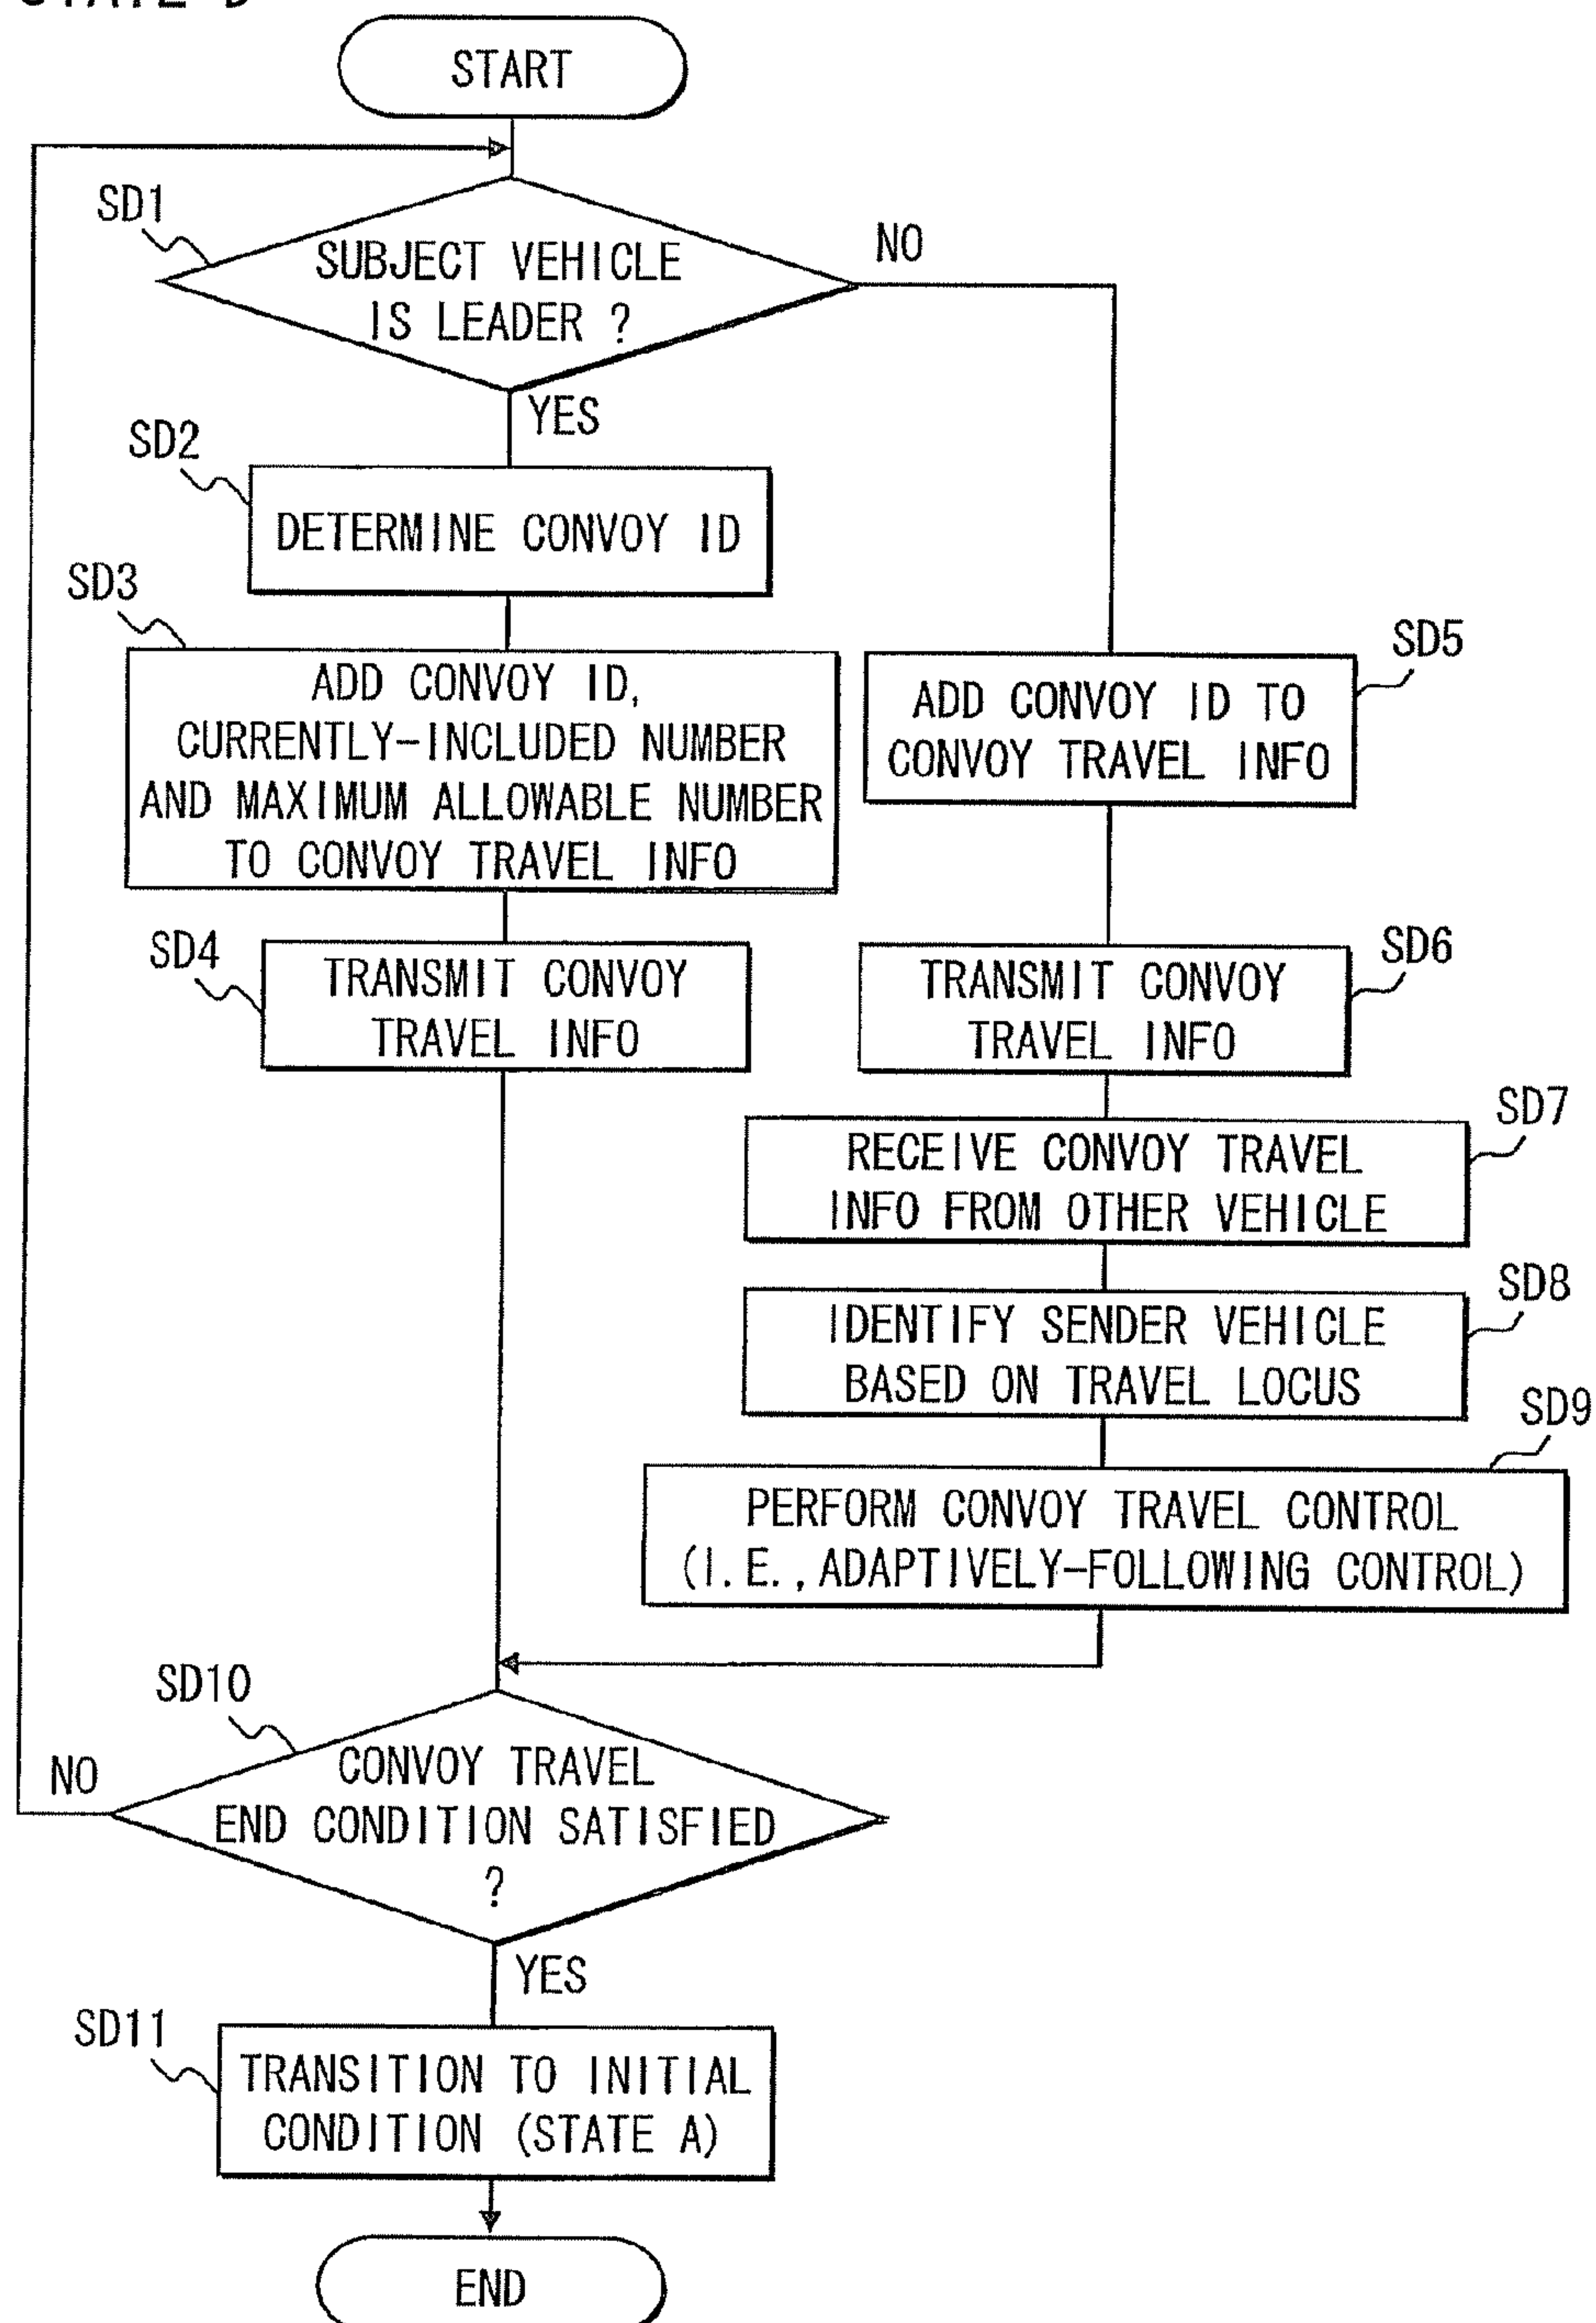 START
SD1
SUBJECT VEHICLE
IS LEADER ?
NO
YES
SD2
DETERMINE CONVOY ID
SD3
ADD CONVOY ID,
CURRENTLY-INCLUDED NUMBER
AND MAXIMUM ALLOWABLE NUMBER
TO CONVOY TRAVEL INFO
SD4
TRANSMIT CONVOY
TRAVEL INFO
SD5
ADD CONVOY ID TO
CONVOY TRAVEL INFO
SD6
TRANSMIT CONVOY
TRAVEL INFO
SD7
RECEIVE CONVOY TRAVEL
INFO FROM OTHER VEHICLE
SD8
IDENTIFY SENDER VEHICLE
BASED ON TRAVEL LOCUS
SD9
PERFORM CONVOY TRAVEL CONTROL
(I.E.,ADAPTIVELY-FOLLOWING CONTROL)
SD10
CONVOY TRAVEL
END CONDITION SATISFIED
?
NO
YES
SD11
TRANSITION TO INITIAL
CONDITION (STATE A)
END